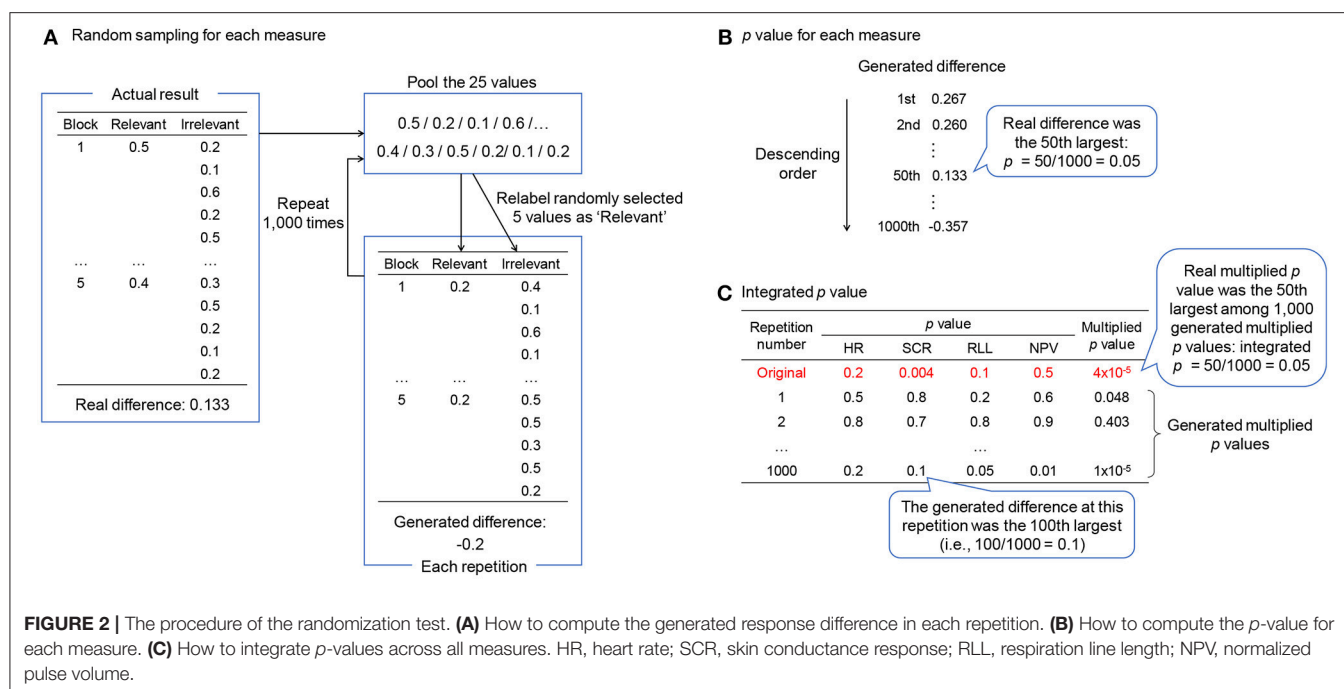 A Random sampling for each measure
Actual result
Block Relevant Irrelevant
1 0.5 0.2
0.1
0.6
0.2
0.5
... ... ...
5 0.4 0.3
0.5
0.2
0.1
0.2
Real difference: 0.133
Pool the 25 values
0.5 / 0.2 / 0.1 / 0.6 /...
0.4 / 0.3 / 0.5 / 0.2/ 0.1 / 0.2
Repeat
1,000 times
Relabel randomly selected
5 values as ‘Relevant’
Block Relevant Irrelevant
1 0.2 0.4
0.1
0.6
0.1
... ... ...
5 0.2 0.5
0.5
0.3
0.5
0.2
Generated difference:
-0.2
Each repetition
B p value for each measure
Generated difference
Descending
order
1st 0.267
2nd 0.260
⋮
50th 0.133
⋮
1000th -0.357
Real difference was
the 50th largest:
p = 50/1000 = 0.05
C Integrated p value
Repetition
number
p value
Multiplied
p value
HR SCR RLL NPV
Original 0.2 0.004 0.1 0.5 4x10⁻⁵
1 0.5 0.8 0.2 0.6 0.048
2 0.8 0.7 0.8 0.9 0.403
... ...
1000 0.2 0.1 0.05 0.01 1x10⁻⁵
Real multiplied p
value was the 50th
largest among 1,000
generated multiplied
p values: integrated
p = 50/1000 = 0.05
Generated multiplied
p values
The generated difference at this
repetition was the 100th largest
(i.e., 100/1000 = 0.1)
FIGURE 2 | The procedure of the randomization test. (A) How to compute the generated response difference in each repetition. (B) How to compute the p-value for
each measure. (C) How to integrate p-values across all measures. HR, heart rate; SCR, skin conductance response; RLL, respiration line length; NPV, normalized
pulse volume.